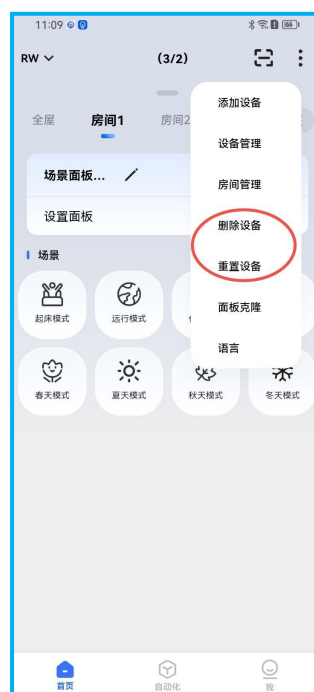 11:09
RW
(3/2)
添加设备
全屋 房间1 房间2
设备管理
场景面板...
房间管理
设置面板
删除设备
场景
重置设备
起床模式 远行模式
面板克隆
语言
春天模式 夏天模式 秋天模式 冬天模式
首页 自动化 我